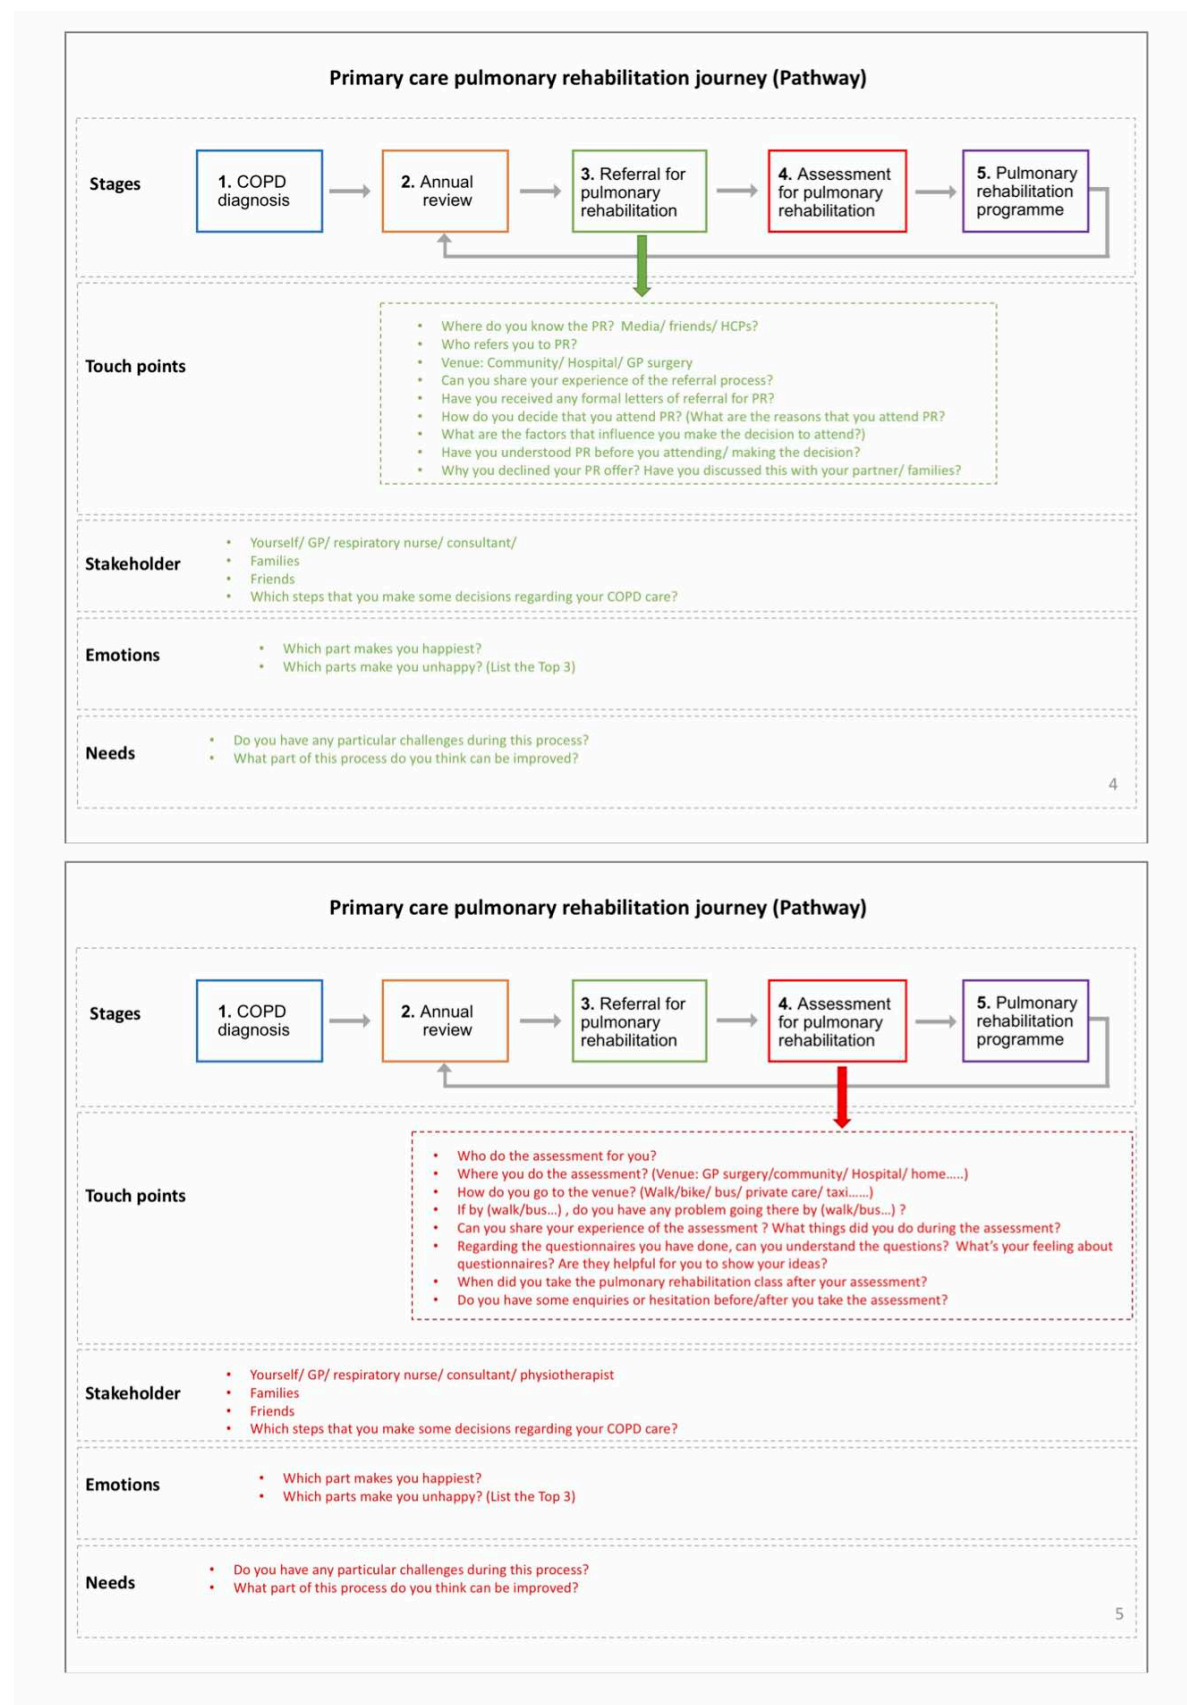 Primary care pulmonary rehabilitation journey (Pathway)
Stages
1. COPD
diagnosis
2. Annual
review
3. Referral for
pulmonary
rehabilitation
4. Assessment
for pulmonary
rehabilitation
5. Pulmonary
rehabilitation
programme
Touch points
• Where do you know the PR? Media/ friends/ HCPs?
• Who refers you to PR?
• Venue: Community/ Hospital/ GP surgery
• Can you share your experience of the referral process?
• Have you received any formal letters of referral for PR?
• How do you decide that you attend PR? (What are the reasons that you attend PR?
• What are the factors that influence you make the decision to attend?)
• Have you understood PR before you attending/ making the decision?
• Why you declined your PR offer? Have you discussed this with your partner/ families?
Stakeholder
• Yourself/ GP/ respiratory nurse/ consultant/
• Families
• Friends
• Which steps that you make some decisions regarding your COPD care?
Emotions
• Which part makes you happiest?
• Which parts make you unhappy? (List the Top 3)
Needs
• Do you have any particular challenges during this process?
• What part of this process do you think can be improved?
4
Primary care pulmonary rehabilitation journey (Pathway)
Stages
1. COPD
diagnosis
2. Annual
review
3. Referral for
pulmonary
rehabilitation
4. Assessment
for pulmonary
rehabilitation
5. Pulmonary
rehabilitation
programme
Touch points
• Who do the assessment for you?
• Where you do the assessment? (Venue: GP surgery/community/ Hospital/ home…..)
• How do you go to the venue? (Walk/bike/ bus/ private care/ taxi……)
• If by (walk/bus…) , do you have any problem going there by (walk/bus…) ?
• Can you share your experience of the assessment ? What things did you do during the assessment?
• Regarding the questionnaires you have done, can you understand the questions? What's your feeling about
questionnaires? Are they helpful for you to show your ideas?
• When did you take the pulmonary rehabilitation class after your assessment?
• Do you have some enquiries or hesitation before/after you take the assessment?
Stakeholder
• Yourself/ GP/ respiratory nurse/ consultant/ physiotherapist
• Families
• Friends
• Which steps that you make some decisions regarding your COPD care?
Emotions
• Which part makes you happiest?
• Which parts make you unhappy? (List the Top 3)
Needs
• Do you have any particular challenges during this process?
• What part of this process do you think can be improved?
5